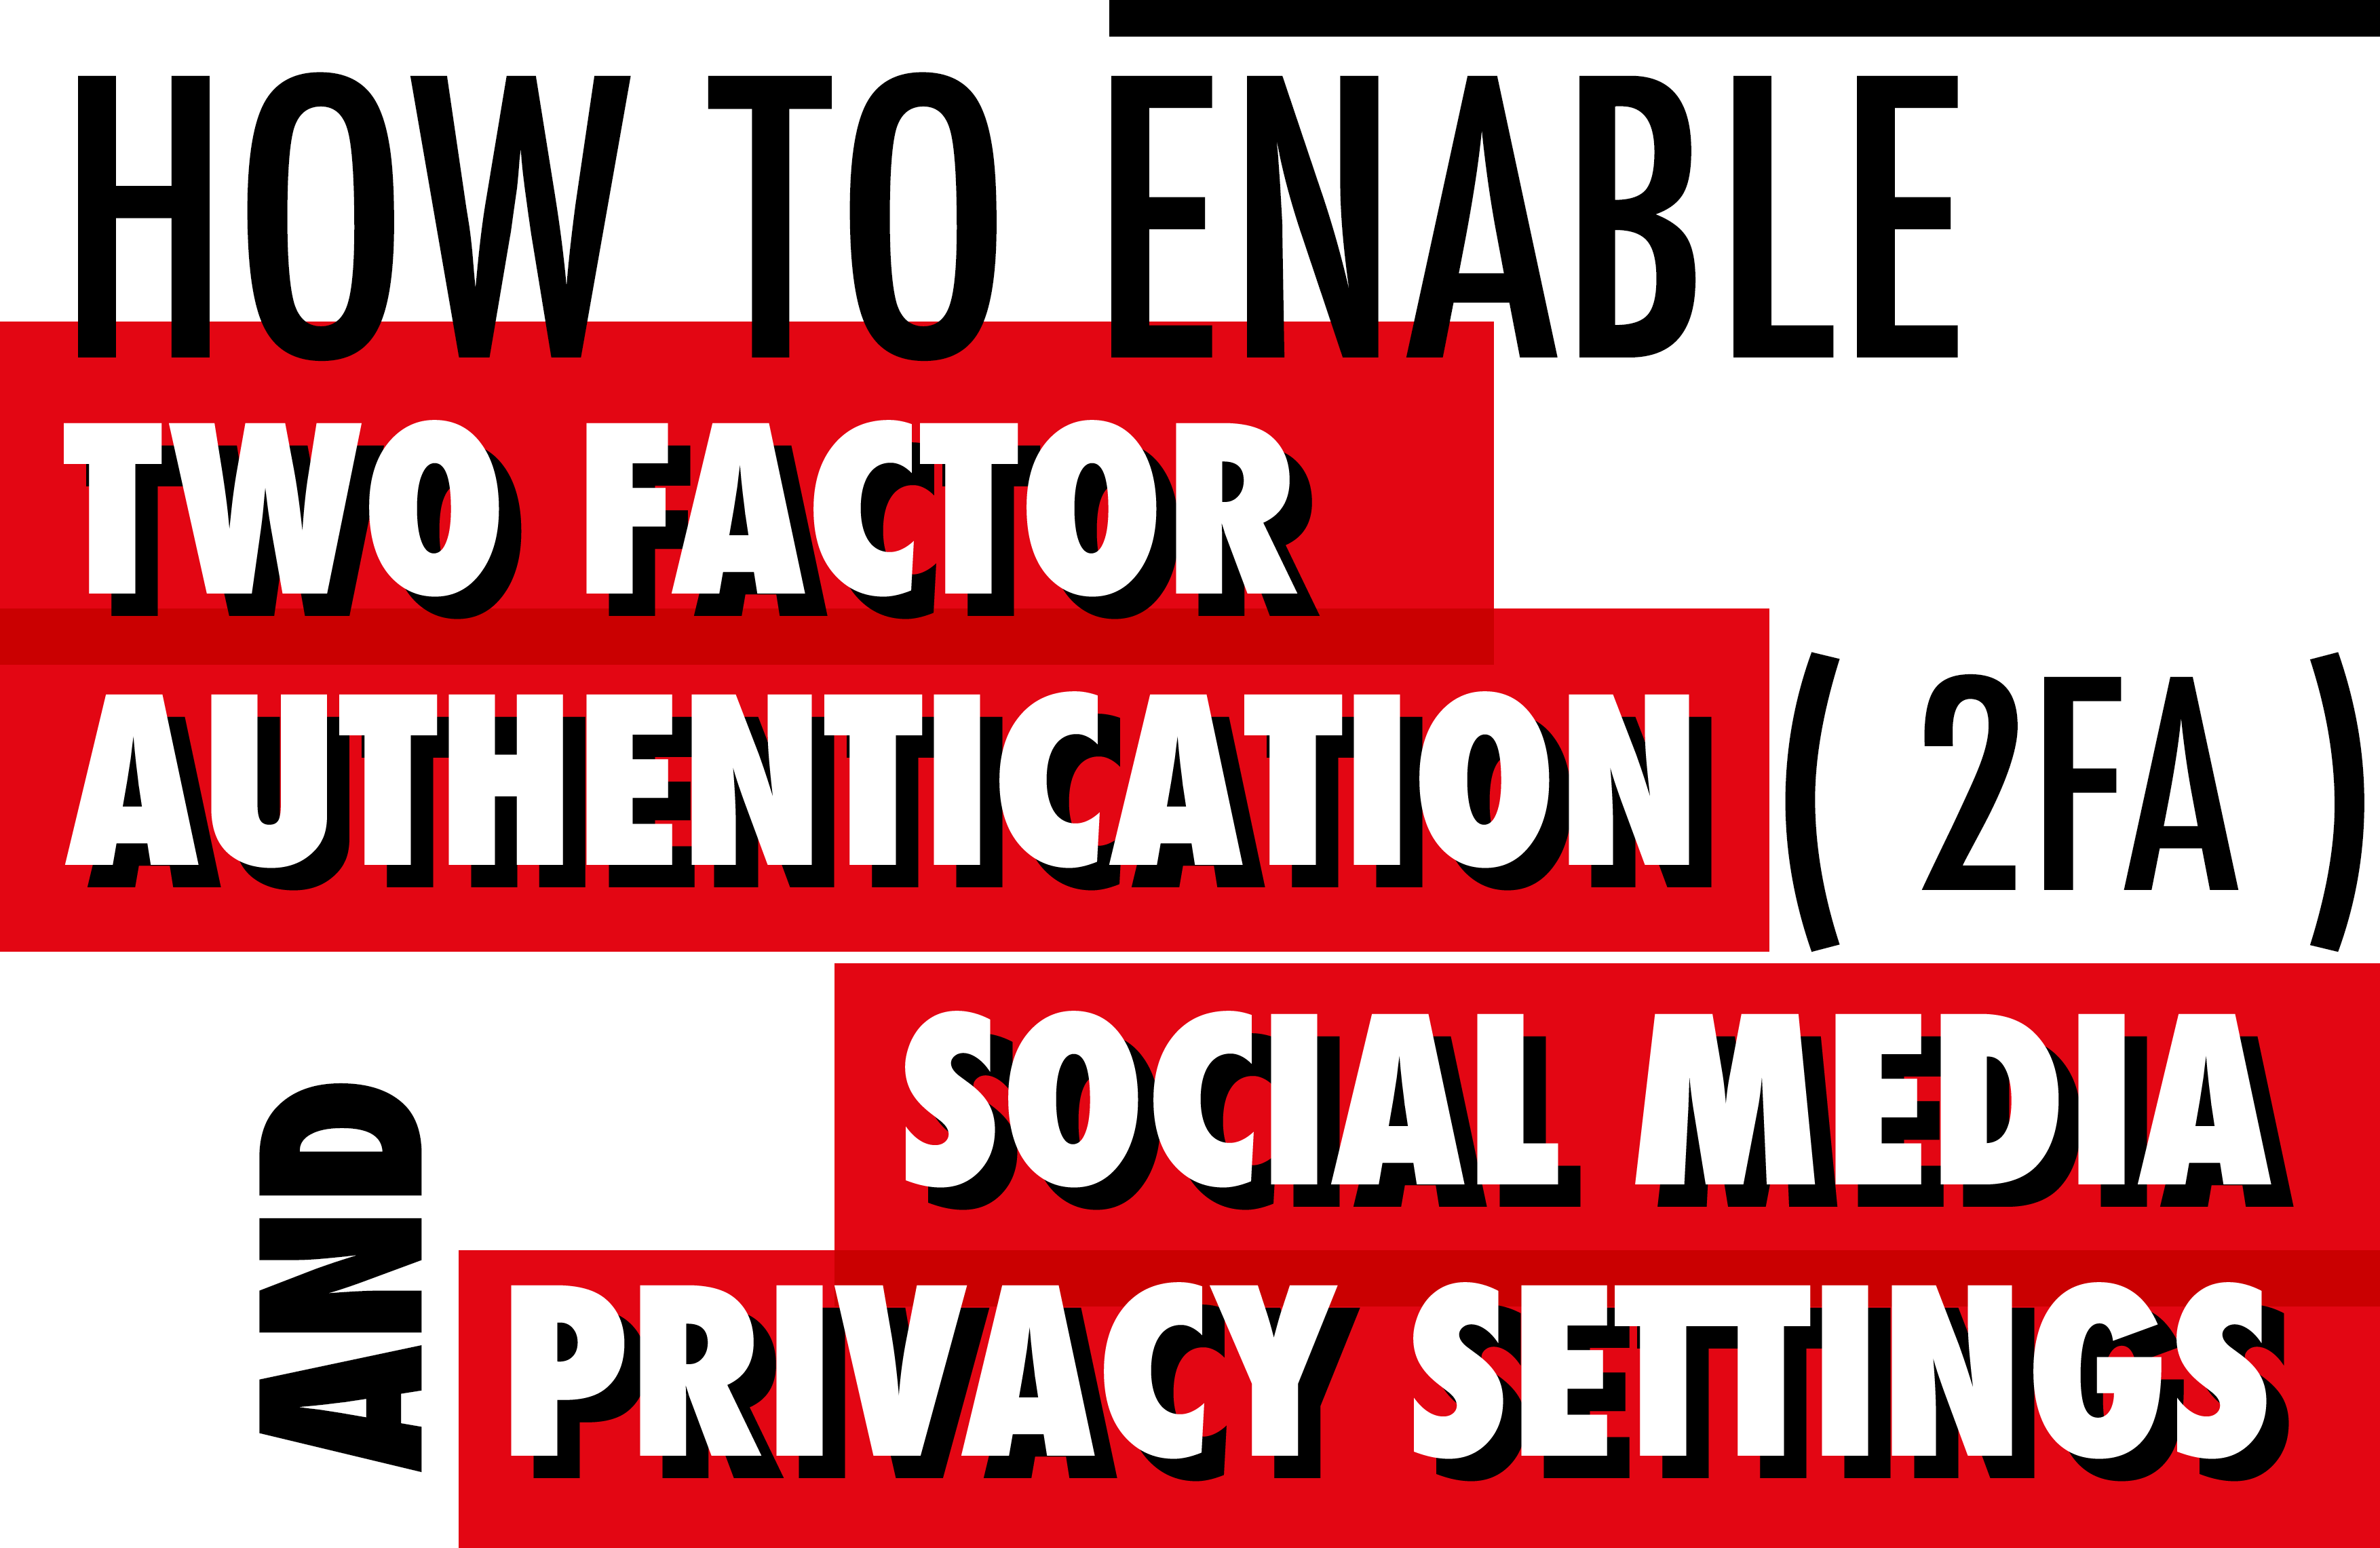 HOW TO ENABLE
TWO FACTOR
AUTHENTICATION (2FA)
AND
SOCIAL MEDIA
PRIVACY SETTINGS